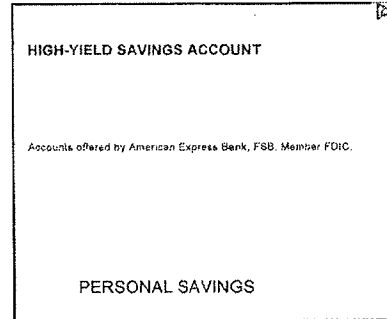 HIGH-YIELD SAVINGS ACCOUNT
Accounts offered by American Express Bank, FSB. Member FDIC.
PERSONAL SAVINGS